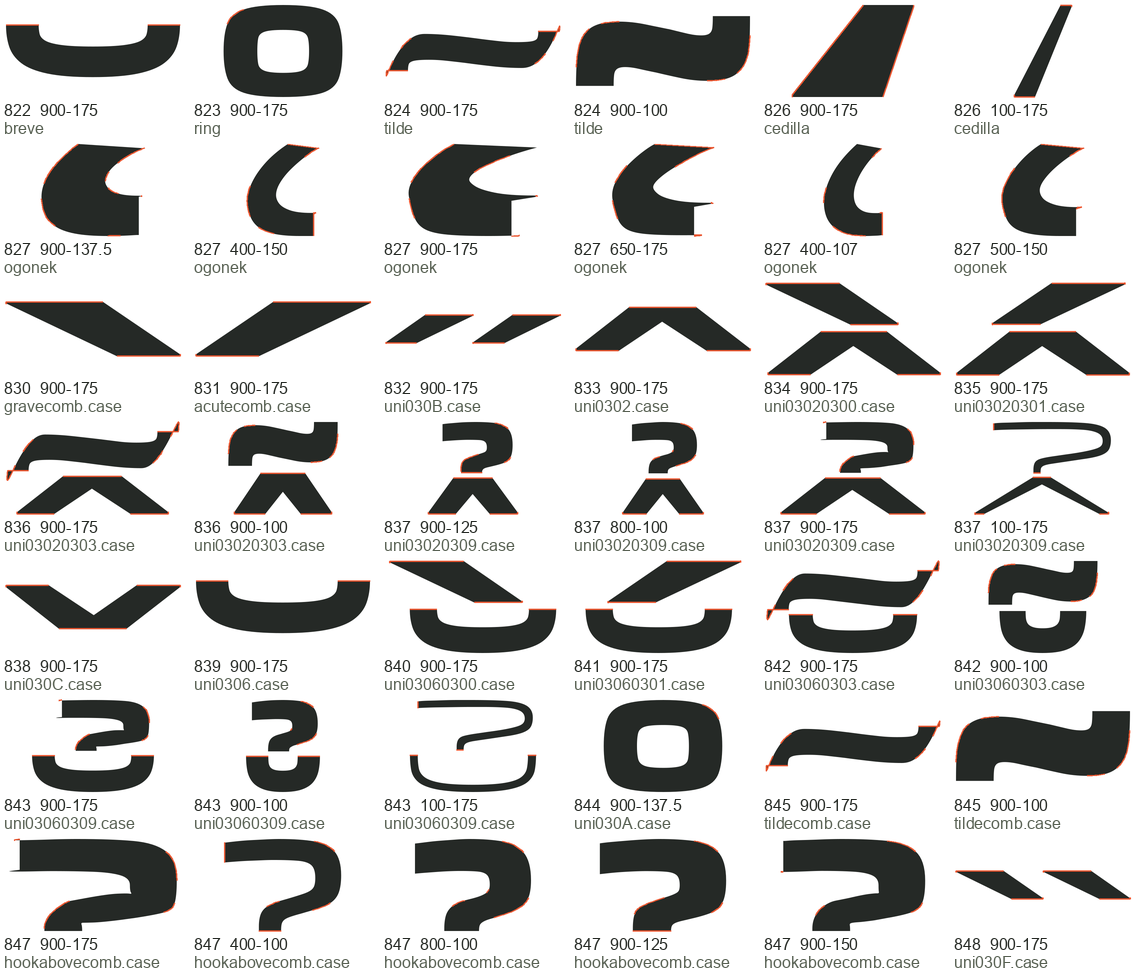 822 900-175 823 900-175 824 900-175 824 900-100 826 900-175 826 100-175
breve ring tilde tilde cedilla cedilla
827 900-137.5 827 400-150 827 900-175 827 650-175 827 400-107 827 500-150
ogonek ogonek ogonek ogonek ogonek ogonek
830 900-175 831 900-175 832 900-175 833 900-175 834 900-175 835 900-175
gravecomb.case acutecomb.case uni030B.case uni0302.case uni03020300.case uni03020301.case
836 900-175 836 900-100 837 900-125 837 800-100 837 900-175 837 100-175
uni03020303.case uni03020303.case uni03020309.case uni03020309.case uni03020309.case uni03020309.case
838 900-175 839 900-175 840 900-175 841 900-175 842 900-175 842 900-100
uni030C.case uni0306.case uni03060300.case uni03060301.case uni03060303.case uni03060303.case
843 900-175 843 900-100 843 100-175 844 900-137.5 845 900-175 845 900-100
uni03060309.case uni03060309.case uni03060309.case uni030A.case tildecomb.case tildecomb.case
847 900-175 847 400-100 847 800-100 847 900-125 847 900-150 848 900-175
hookabovecomb.case hookabovecomb.case hookabovecomb.case hookabovecomb.case hookabovecomb.case uni030F.case